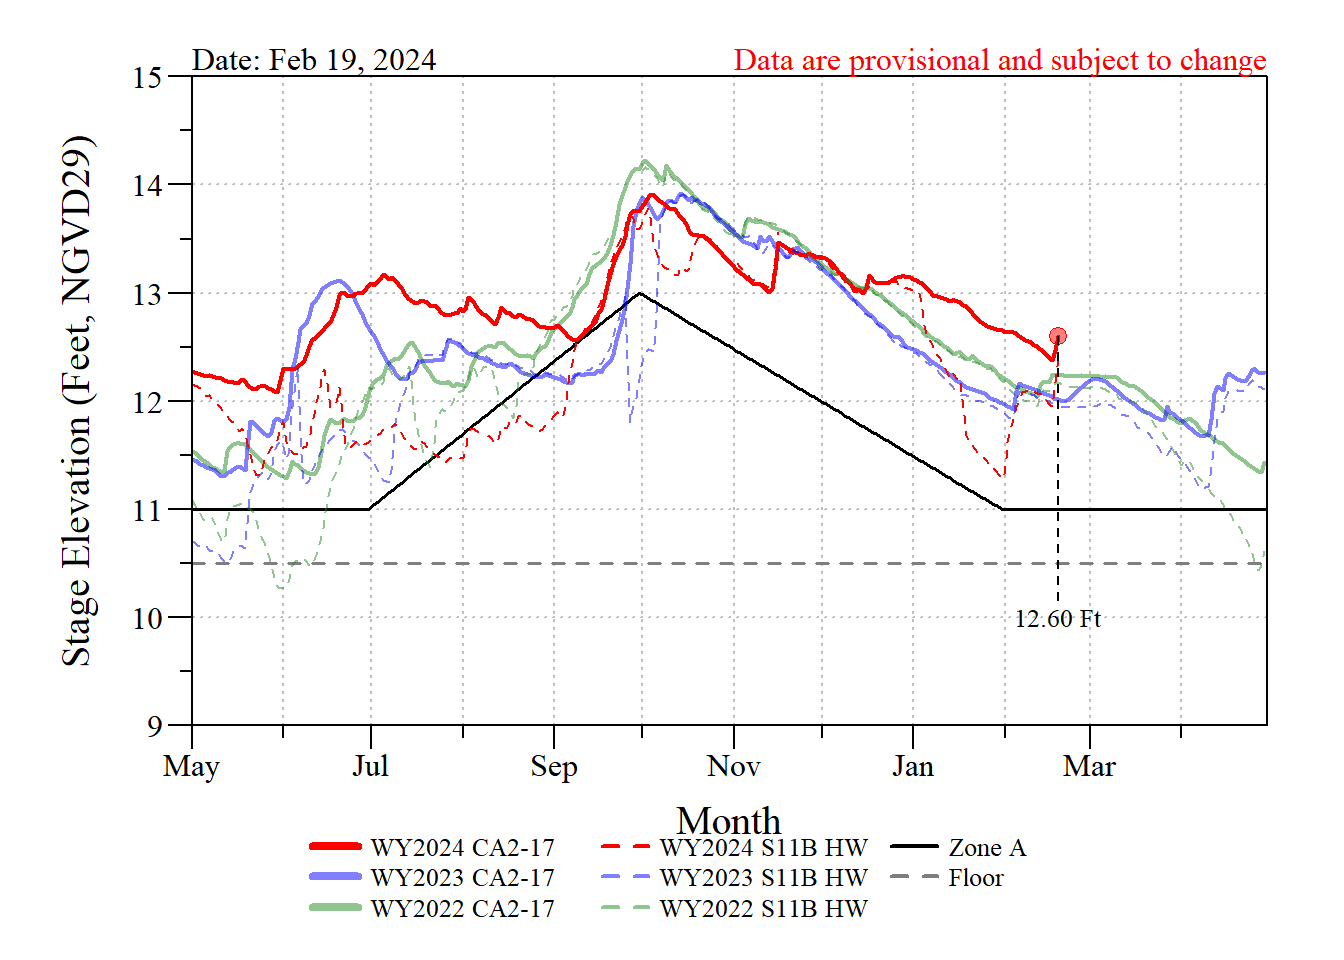 Date: Feb 19, 2024
Data are provisional and subject to change
Stage Elevation (Feet, NGVD29)
15
14
13
12
11
10
9
12.60 Ft
May Jul Sep Nov Jan Mar
Month
WY2024 CA2-17 WY2024 S11B HW Zone A
WY2023 CA2-17 WY2023 S11B HW Floor
WY2022 CA2-17 WY2022 S11B HW